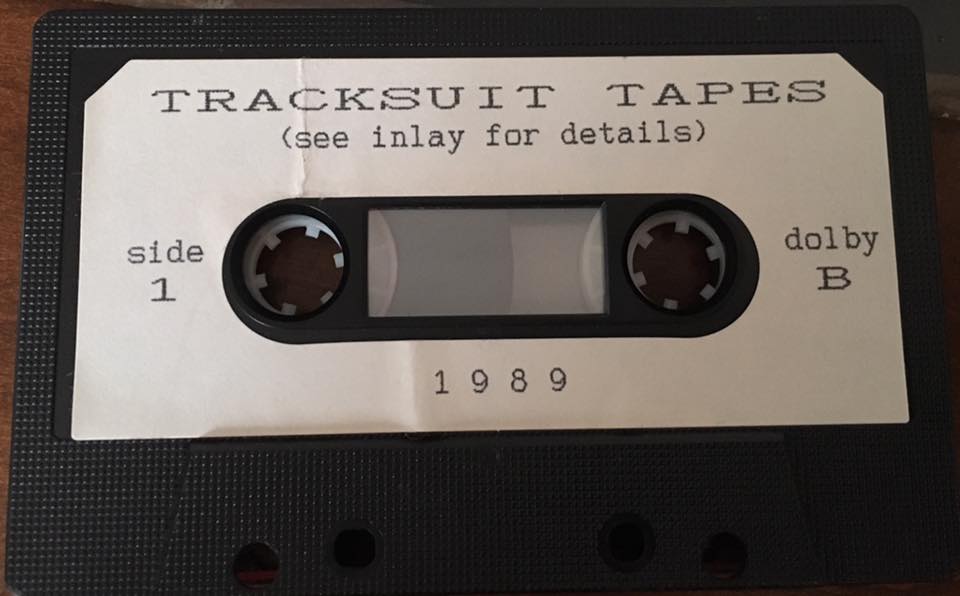 TRACKSUIT TAPES
(see inlay for details)
side
1
dolby
B
1989